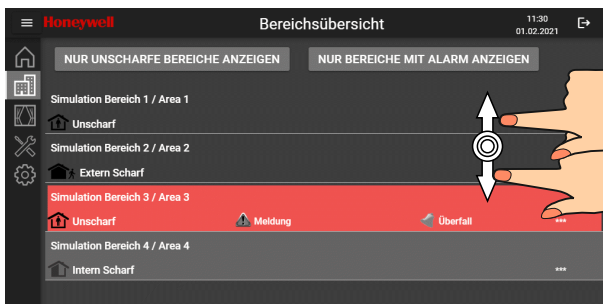 Honeywell Bereichsübersicht 11:30
01.02.2021
NUR UNSCHARFE BEREICHE ANZEIGEN NUR BEREICHE MIT ALARM ANZEIGEN
Simulation Bereich 1 / Area 1
Unscharf
Simulation Bereich 2 / Area 2
Extern Scharf
Simulation Bereich 3 / Area 3
Unscharf Meldung Überfall ***
Simulation Bereich 4 / Area 4
Intern Scharf ***